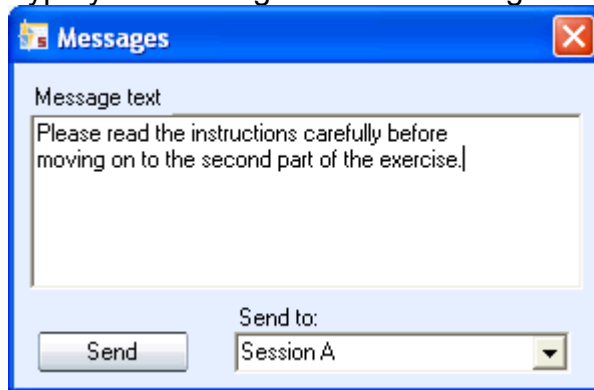 Messages
Message text
Please read the instructions carefully before
moving on to the second part of the exercise.
Send to:
Send
Session A